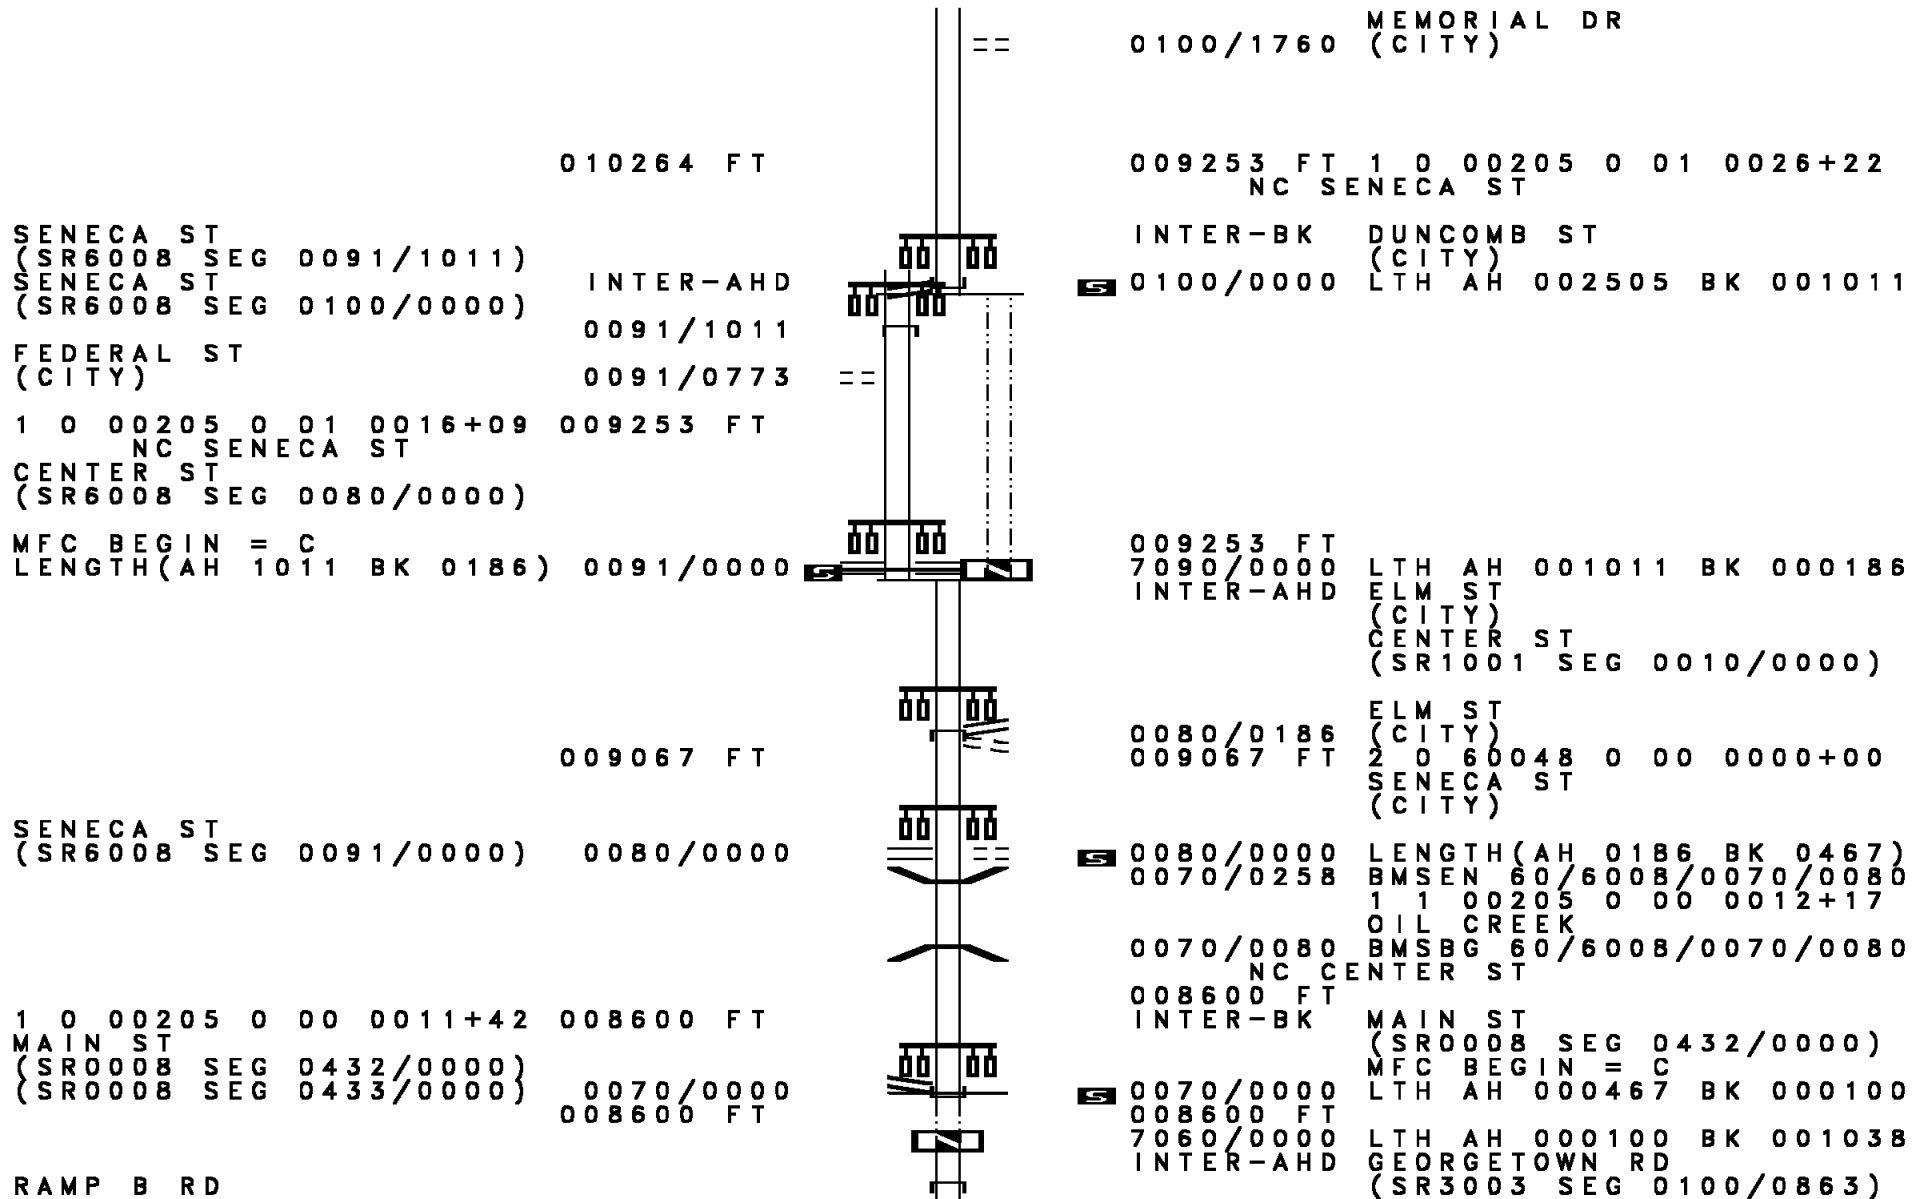 MEMORIAL DR
0100/1760 (CITY)
010264 FT 009253 FT 1 0 00205 0 01 0026+22
NC SENECA ST
SENECA ST INTER-BK DUNCOMB ST
(SR6008 SEG 0091/1011) (CITY)
SENECA ST INTER-AHD S 0100/0000 LTH AH 002505 BK 001011
(SR6008 SEG 0100/0000)
0091/1011
FEDERAL ST
(CITY) 0091/0773
1 0 00205 0 01 0016+09 009253 FT
NC SENECA ST
CENTER ST
(SR6008 SEG 0080/0000)
MFC BEGIN = C 009253 FT
LENGTH(AH 1011 BK 0186) 0091/0000 S 7090/0000 LTH AH 001011 BK 000186
INTER-AHD ELM ST
(CITY)
CENTER ST
(SR1001 SEG 0010/0000)
ELM ST
0080/0186 (CITY)
009067 FT 009067 FT 2 0 60048 0 00 0000+00
SENECA ST
(CITY)
SENECA ST
(SR6008 SEG 0091/0000) 0080/0000 S 0080/0000 LENGTH(AH 0186 BK 0467)
0070/0258 BMSEN 60/6008/0070/0080
1 1 00205 0 00 0012+17
OIL CREEK
0070/0080 BMSBG 60/6008/0070/0080
NC CENTER ST
008600 FT
1 0 00205 0 00 0011+42 008600 FT INTER-BK MAIN ST
MAIN ST (SR0008 SEG 0432/0000)
(SR0008 SEG 0432/0000) MFC BEGIN = C
(SR0008 SEG 0433/0000) 0070/0000 S 0070/0000 LTH AH 000467 BK 000100
008600 FT 008600 FT
7060/0000 LTH AH 000100 BK 001038
INTER-AHD GEORGETOWN RD
RAMP B RD (SR3003 SEG 0100/0863)